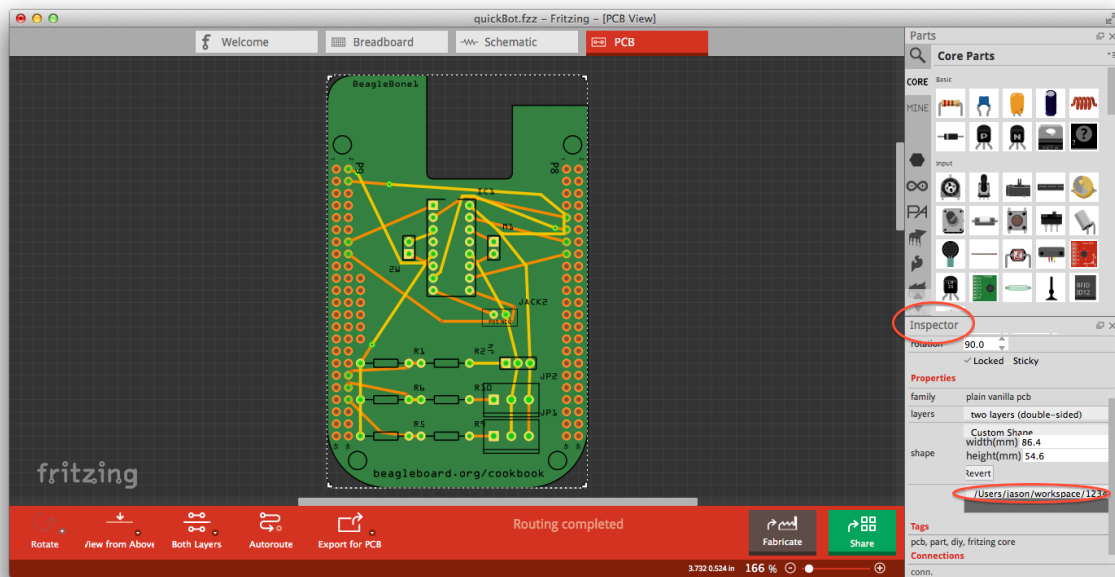 quickBot.fzz – Fritzing – [PCB View]
Welcome
Breadboard
Schematic
PCB
Parts
Core Parts
CORE
MINE
Basic
Input
BeagleBone1
P9
P8
IC1
M1
M2
JACK2
R1
R2
JP2
R6
R10
JP1
R5
R9
beagleboard.org/cookbook
fritzing
Inspector
rotation
90.0
Locked Sticky
Properties
family plain vanilla pcb
layers two layers (double-sided)
Custom Shape
width(mm) 86.4
shape
height(mm) 54.6
Revert
/Users/jason/workspace/123
Tags
pcb, part, diy, fritzing core
Connections
conn.
Rotate
View from Above
Both Layers
Autoroute
Export for PCB
Routing completed
Fabricate
Share
3.732 0.524 in
166 %